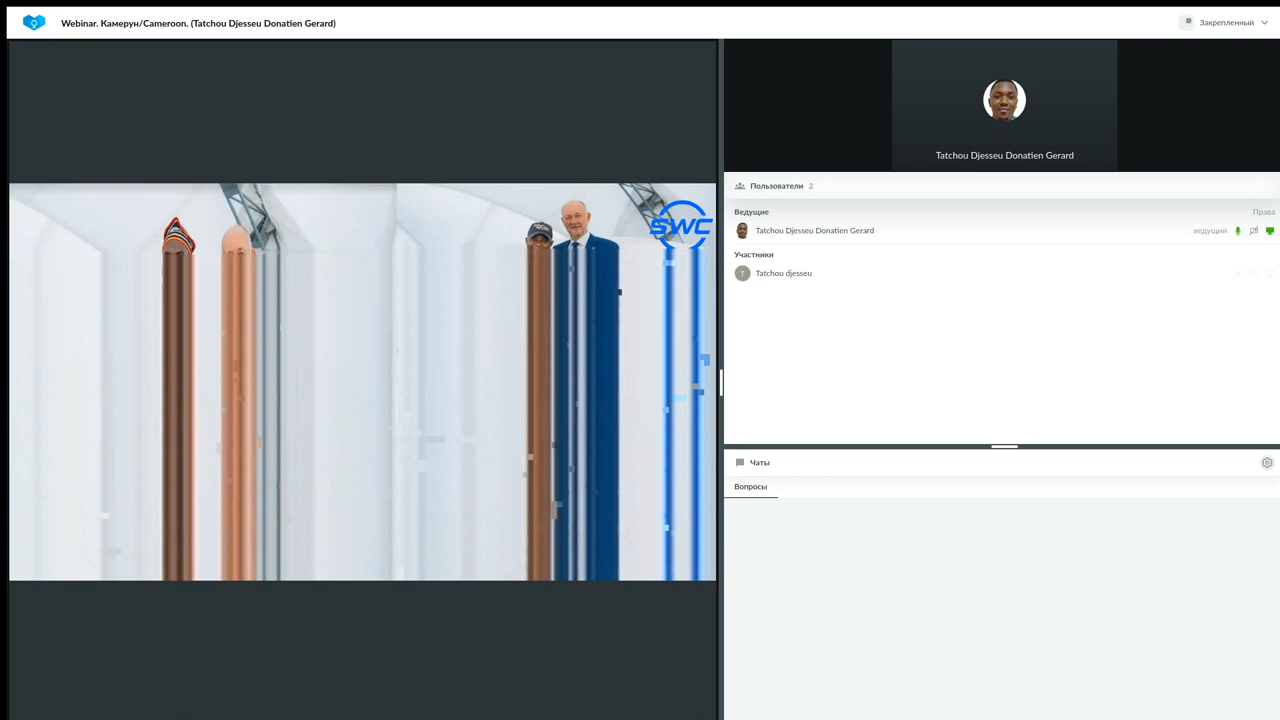 Webinar. Камерун/Cameroon. (Tatchou Djesseu Donatien Gerard)
Закрепленный
SWC
Tatchou Djesseu Donatien Gerard
Пользователи 2
Ведущие Права
Tatchou Djesseu Donatien Gerard ведущий
Участники
T Tatchou djesseu
Чаты
Вопросы